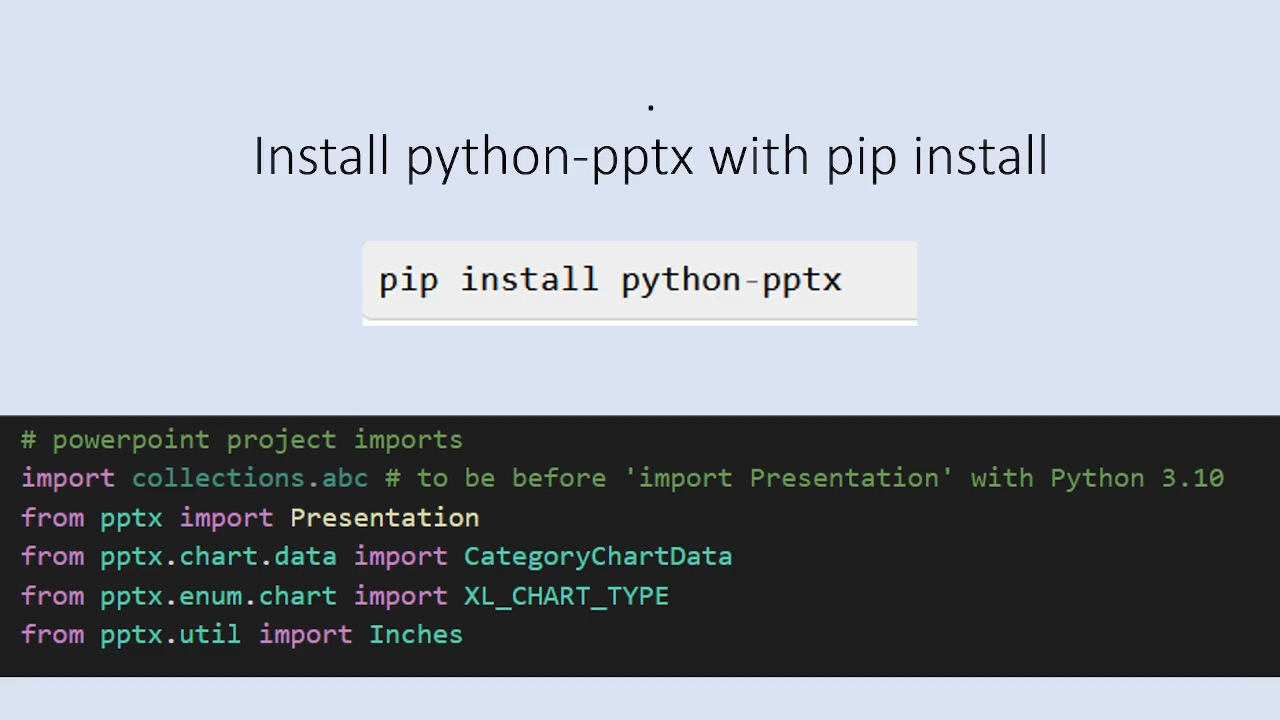 .
Install python-pptx with pip install
pip install python-pptx
# powerpoint project imports
import collections.abc # to be before 'import Presentation' with Python 3.10
from pptx import Presentation
from pptx.chart.data import CategoryChartData
from pptx.enum.chart import XL_CHART_TYPE
from pptx.util import Inches